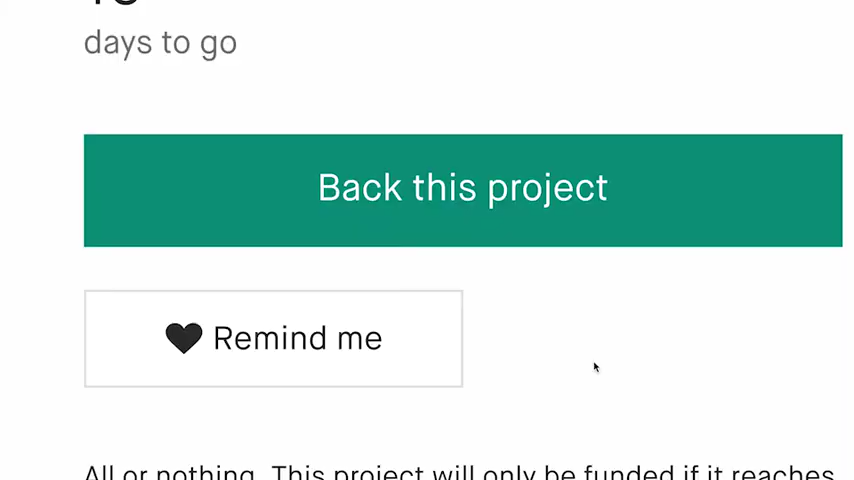 days to go
Back this project
Remind me
All or nothing. This project will only be funded if it reaches